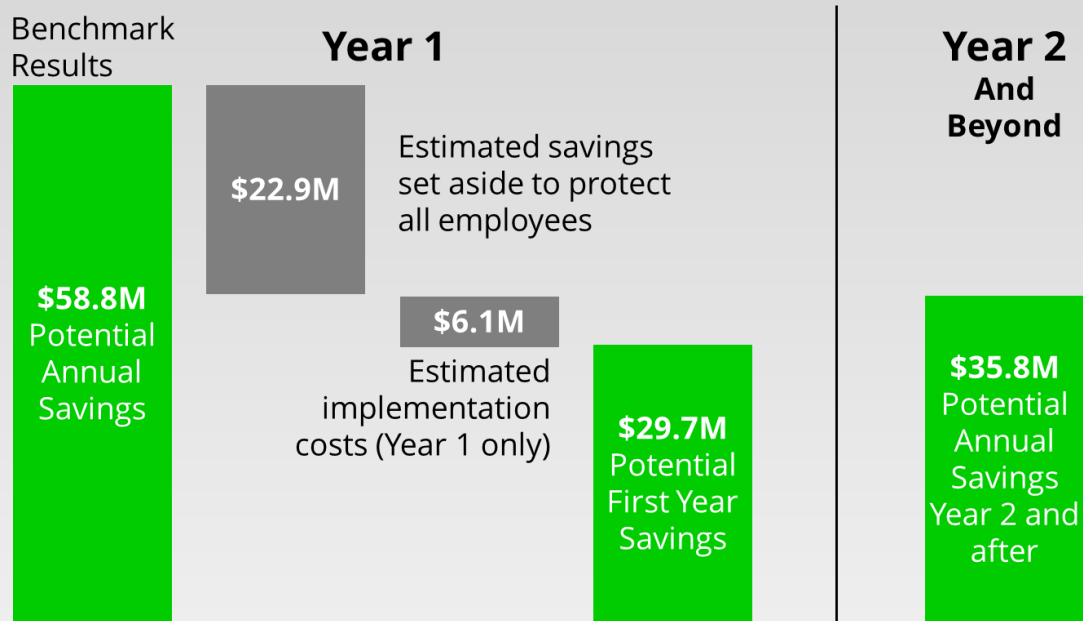 Benchmark
Results
Year 1
$58.8M
Potential
Annual
Savings
$22.9M
Estimated savings
set aside to protect
all employees
$6.1M
Estimated
implementation
costs (Year 1 only)
$29.7M
Potential
First Year
Savings
Year 2
And
Beyond
$35.8M
Potential
Annual
Savings
Year 2 and
after